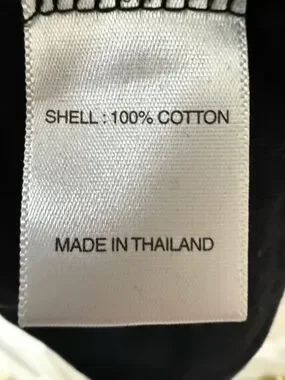 SHELL : 100% COTTON
MADE IN THAILAND